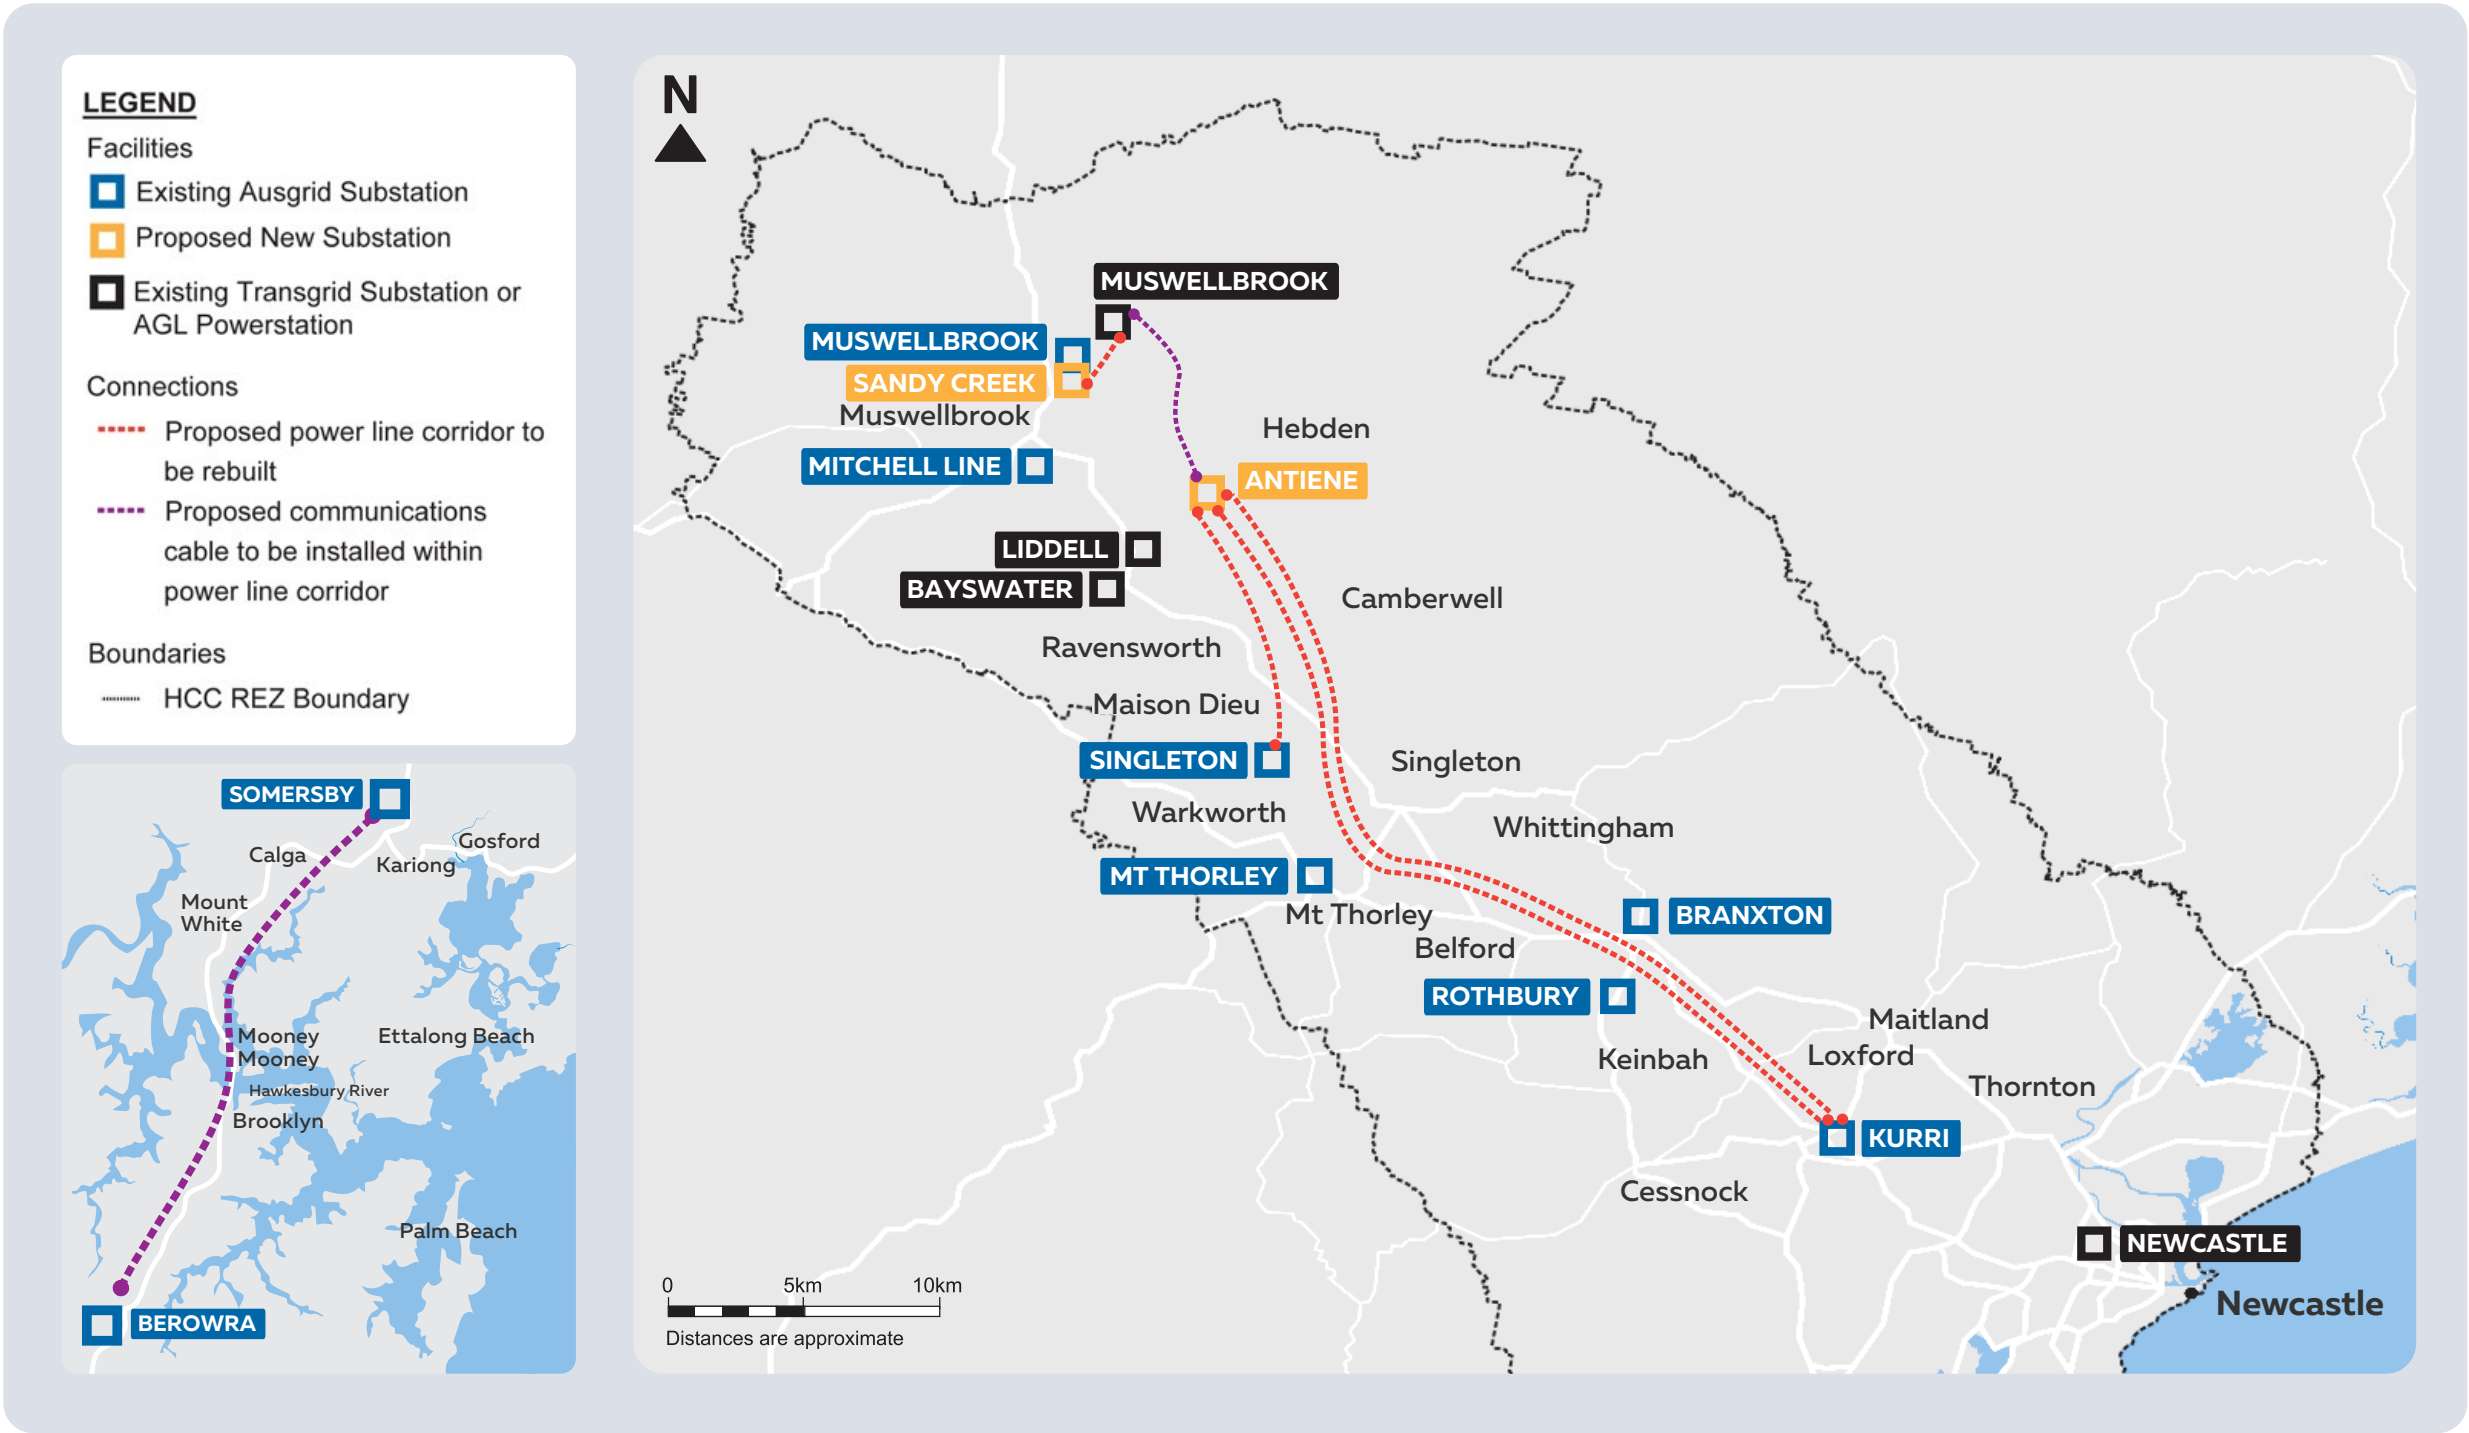 LEGEND
Facilities
Existing Ausgrid Substation
Proposed New Substation
Existing Transgrid Substation or
AGL Powerstation
Connections
Proposed power line corridor to
be rebuilt
Proposed communications
cable to be installed within
power line corridor
Boundaries
HCC REZ Boundary
SOMERSBY
Gosford
Calga
Kariong
Mount
White
Mooney
Mooney
Ettalong Beach
Hawkesbury River
Brooklyn
Palm Beach
BEROWRA
N
MUSWELLBROOK
MUSWELLBROOK
SANDY CREEK
Muswellbrook
Hebden
MITCHELL LINE
ANTIENE
LIDDELL
BAYSWATER
Camberwell
Ravensworth
Maison Dieu
SINGLETON
Singleton
Warkworth
Whittingham
MT THORLEY
Mt Thorley
BRANXTON
Belford
ROTHBURY
Maitland
Keinbah
Loxford
Thornton
KURRI
Cessnock
NEWCASTLE
Newcastle
0 5km 10km
Distances are approximate